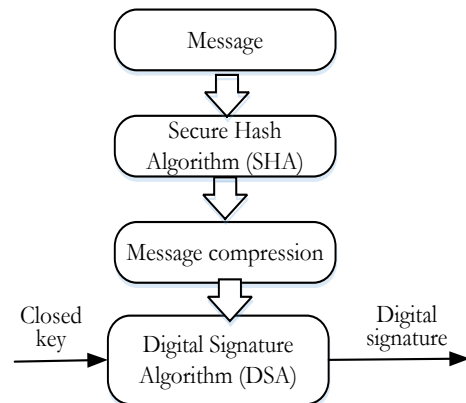 Message
Secure Hash
Algorithm (SHA)
Message compression
Closed
key
Digital Signature
Algorithm (DSA)
Digital
signature